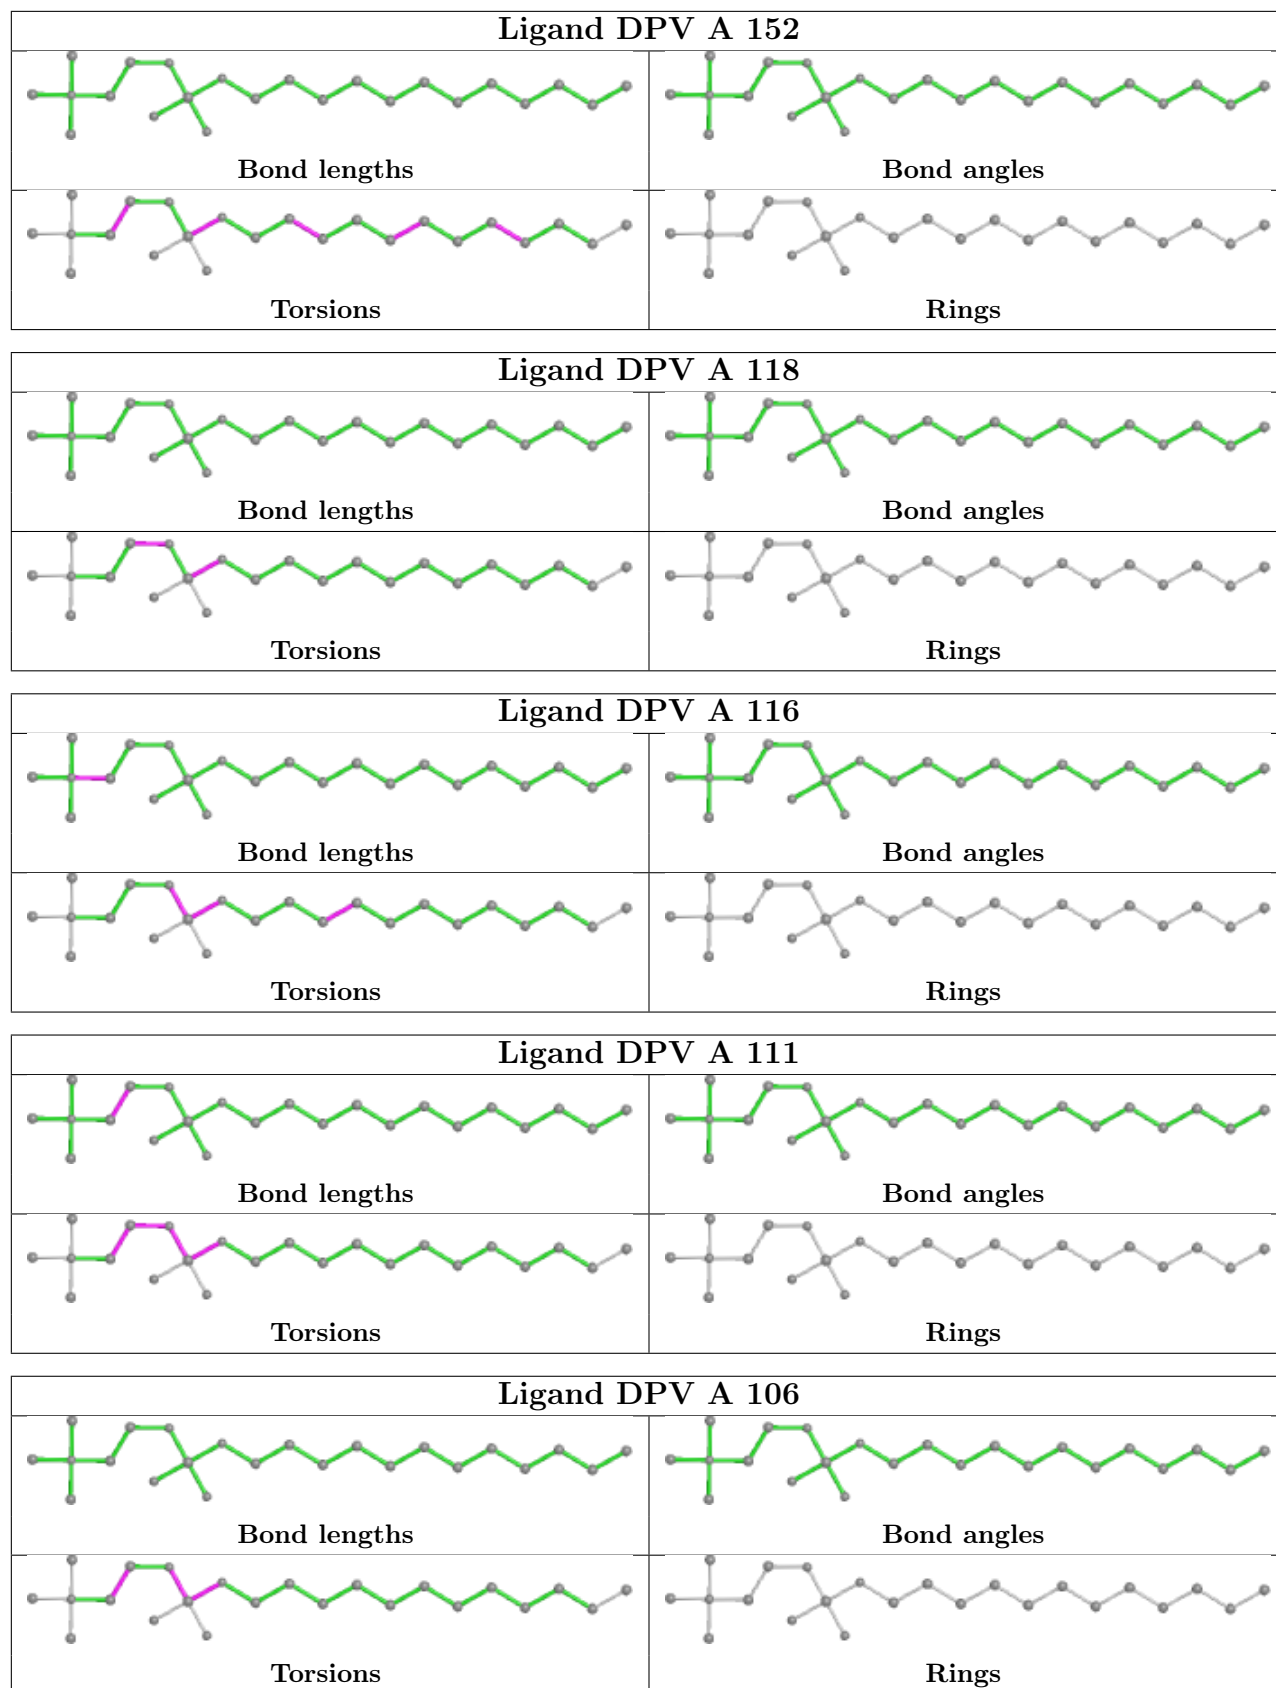 Ligand DPV A 152
Bond lengths
Bond angles
Torsions
Rings
Ligand DPV A 118
Bond lengths
Bond angles
Torsions
Rings
Ligand DPV A 116
Bond lengths
Bond angles
Torsions
Rings
Ligand DPV A 111
Bond lengths
Bond angles
Torsions
Rings
Ligand DPV A 106
Bond lengths
Bond angles
Torsions
Rings